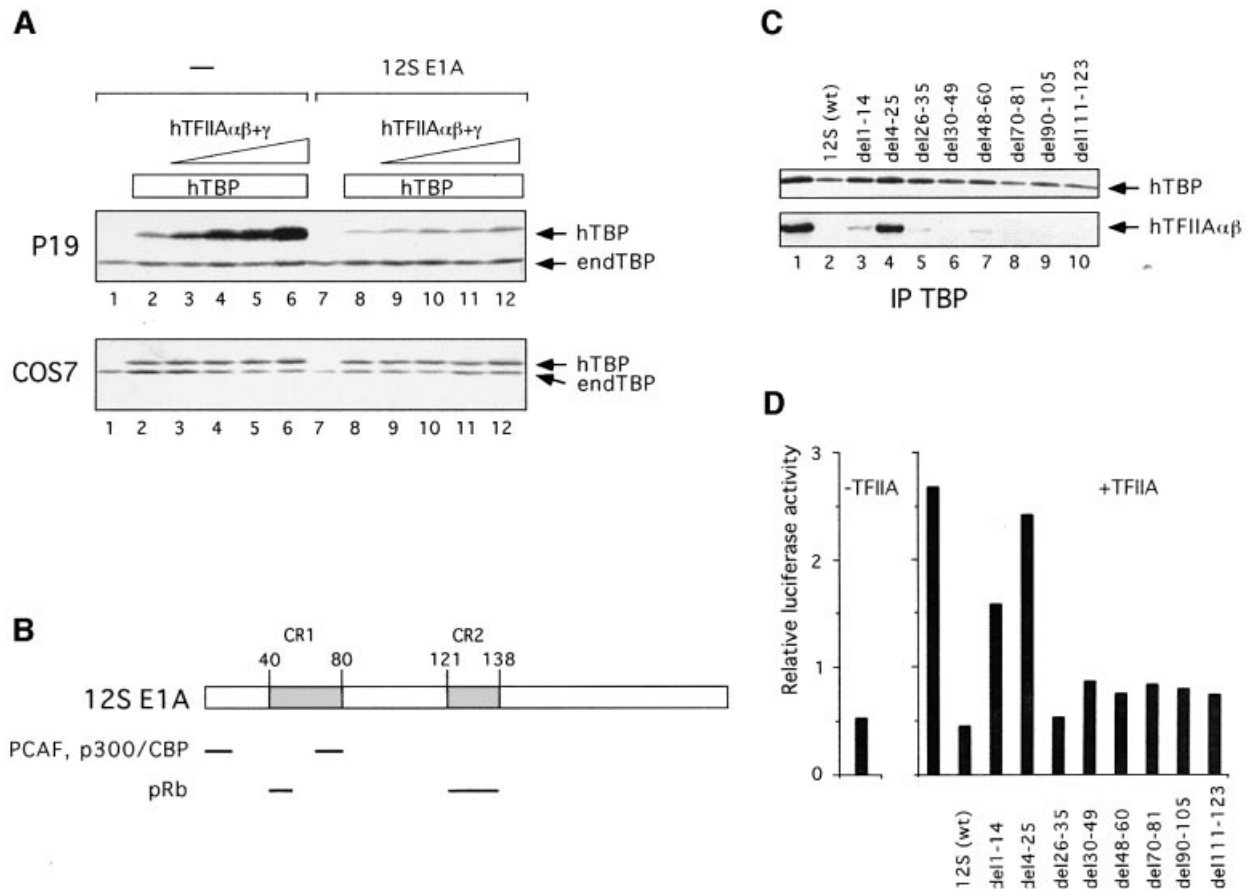 A
—
12S E1A
hTFIIAαβ+γ
hTFIIAαβ+γ
hTBP
hTBP
P19
hTBP
endTBP
1 2 3 4 5 6 7 8 9 10 11 12
COS7
hTBP
endTBP
1 2 3 4 5 6 7 8 9 10 11 12
B
CR1
CR2
40 80 121 138
12S E1A
PCAF, p300/CBP
pRb
C
12S (wt)
del1-14
del4-25
del26-35
del30-49
del48-60
del70-81
del90-105
del111-123
hTBP
hTFIIAαβ
1 2 3 4 5 6 7 8 9 10
IP TBP
D
Relative luciferase activity
3
2
1
0
-TFIIA
+TFIIA
12S (wt)
del1-14
del4-25
del26-35
del30-49
del48-60
del70-81
del90-105
del111-123